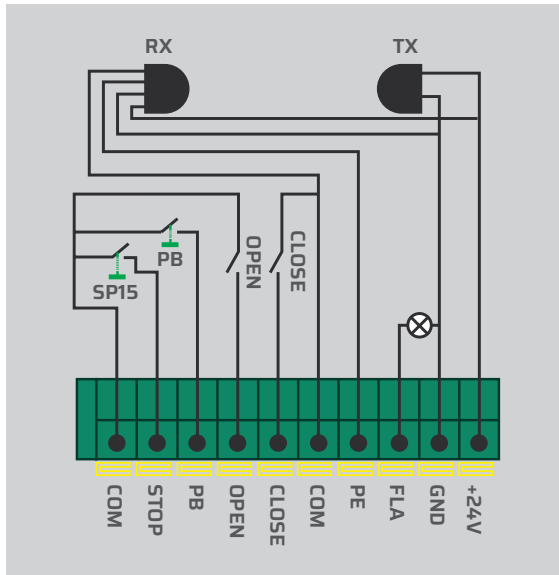 RX
TX
PB
SP15
OPEN
CLOSE
COM
STOP
PB
OPEN
CLOSE
COM
PE
FLA
GND
+24V